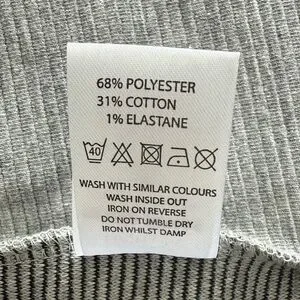 68% POLYESTER
31% COTTON
1% ELASTANE
40
WASH WITH SIMILAR COLOURS
WASH INSIDE OUT
IRON ON REVERSE
DO NOT TUMBLE DRY
IRON WHILST DAMP